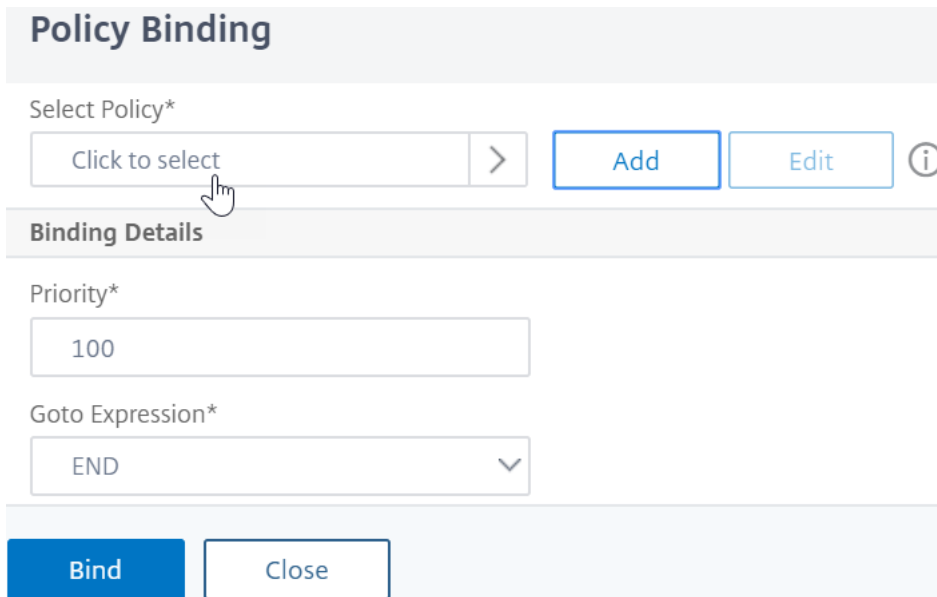 Policy Binding
Select Policy*
Click to select
Add
Edit
Binding Details
Priority*
100
Goto Expression*
END
Bind
Close